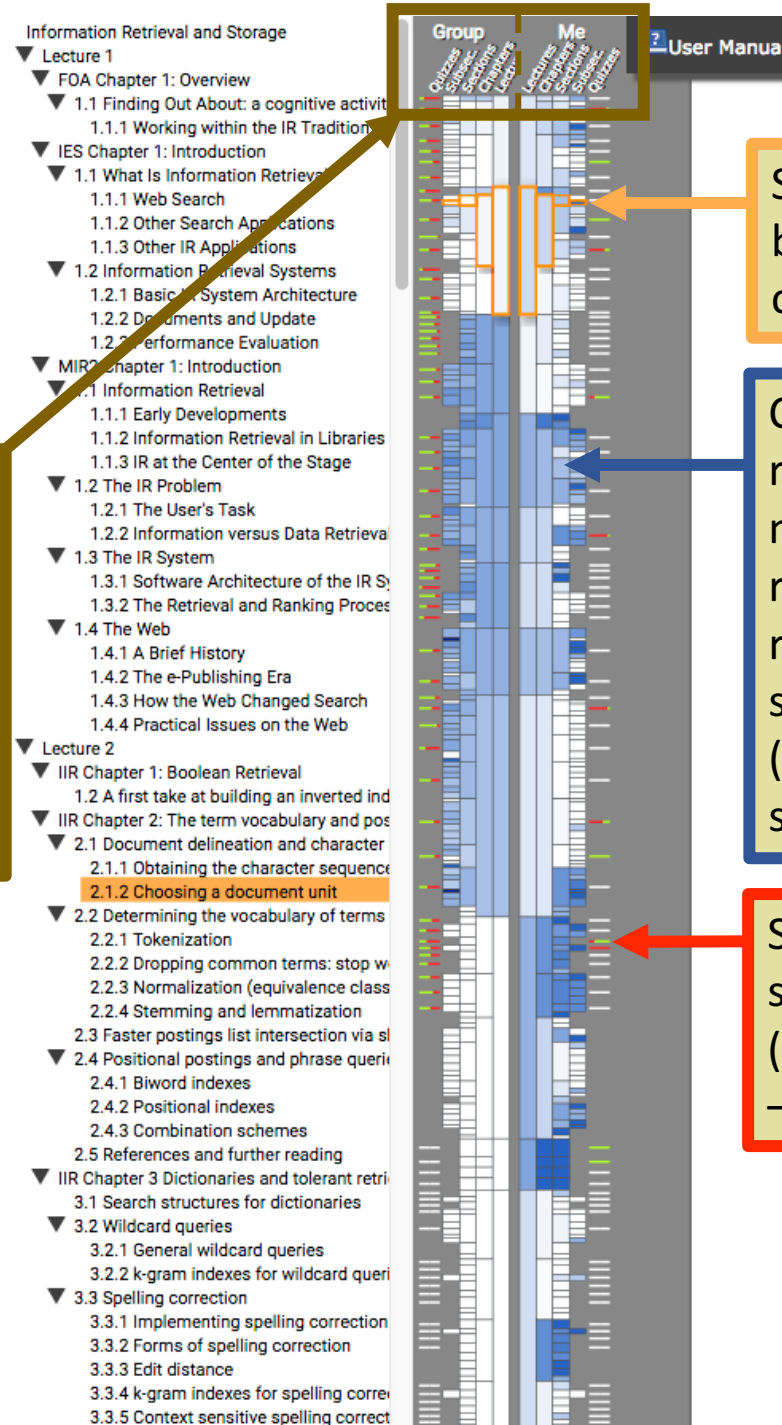 Information Retrieval and Storage
Lecture 1
FOA Chapter 1: Overview
1.1 Finding Out About: a cognitive activit
1.1.1 Working within the IR Tradition
IES Chapter 1: Introduction
1.1 What Is Information Retrieval
1.1.1 Web Search
1.1.2 Other Search Applications
1.1.3 Other IR Applications
1.2 Information Retrieval Systems
1.2.1 Basic IR System Architecture
1.2.2 Documents and Update
1.2.3 Performance Evaluation
MIR2 Chapter 1: Introduction
1.1 Information Retrieval
1.1.1 Early Developments
1.1.2 Information Retrieval in Libraries
1.1.3 IR at the Center of the Stage
1.2 The IR Problem
1.2.1 The User's Task
1.2.2 Information versus Data Retrieva
1.3 The IR System
1.3.1 Software Architecture of the IR Sy
1.3.2 The Retrieval and Ranking Proces
1.4 The Web
1.4.1 A Brief History
1.4.2 The e-Publishing Era
1.4.3 How the Web Changed Search
1.4.4 Practical Issues on the Web
Lecture 2
IIR Chapter 1: Boolean Retrieval
1.2 A first take at building an inverted ind
IIR Chapter 2: The term vocabulary and pos
2.1 Document delineation and character
2.1.1 Obtaining the character sequence
2.1.2 Choosing a document unit
2.2 Determining the vocabulary of terms
2.2.1 Tokenization
2.2.2 Dropping common terms: stop w
2.2.3 Normalization (equivalence class
2.2.4 Stemming and lemmatization
2.3 Faster postings list intersection via sl
2.4 Positional postings and phrase queri
2.4.1 Biword indexes
2.4.2 Positional indexes
2.4.3 Combination schemes
2.5 References and further reading
IIR Chapter 3 Dictionaries and tolerant retri
3.1 Search structures for dictionaries
3.2 Wildcard queries
3.2.1 General wildcard queries
3.2.2 k-gram indexes for wildcard queri
3.3 Spelling correction
3.3.1 Implementing spelling correction
3.3.2 Forms of spelling correction
3.3.3 Edit distance
3.3.4 k-gram indexes for spelling corre
3.3.5 Context sensitive spelling correct
Group Me
Quizzes Subsec. Sections Chapters Lectu Lectures Chapters Sections Subsec. Quizzes
? User Manua
S
b
S
s
(